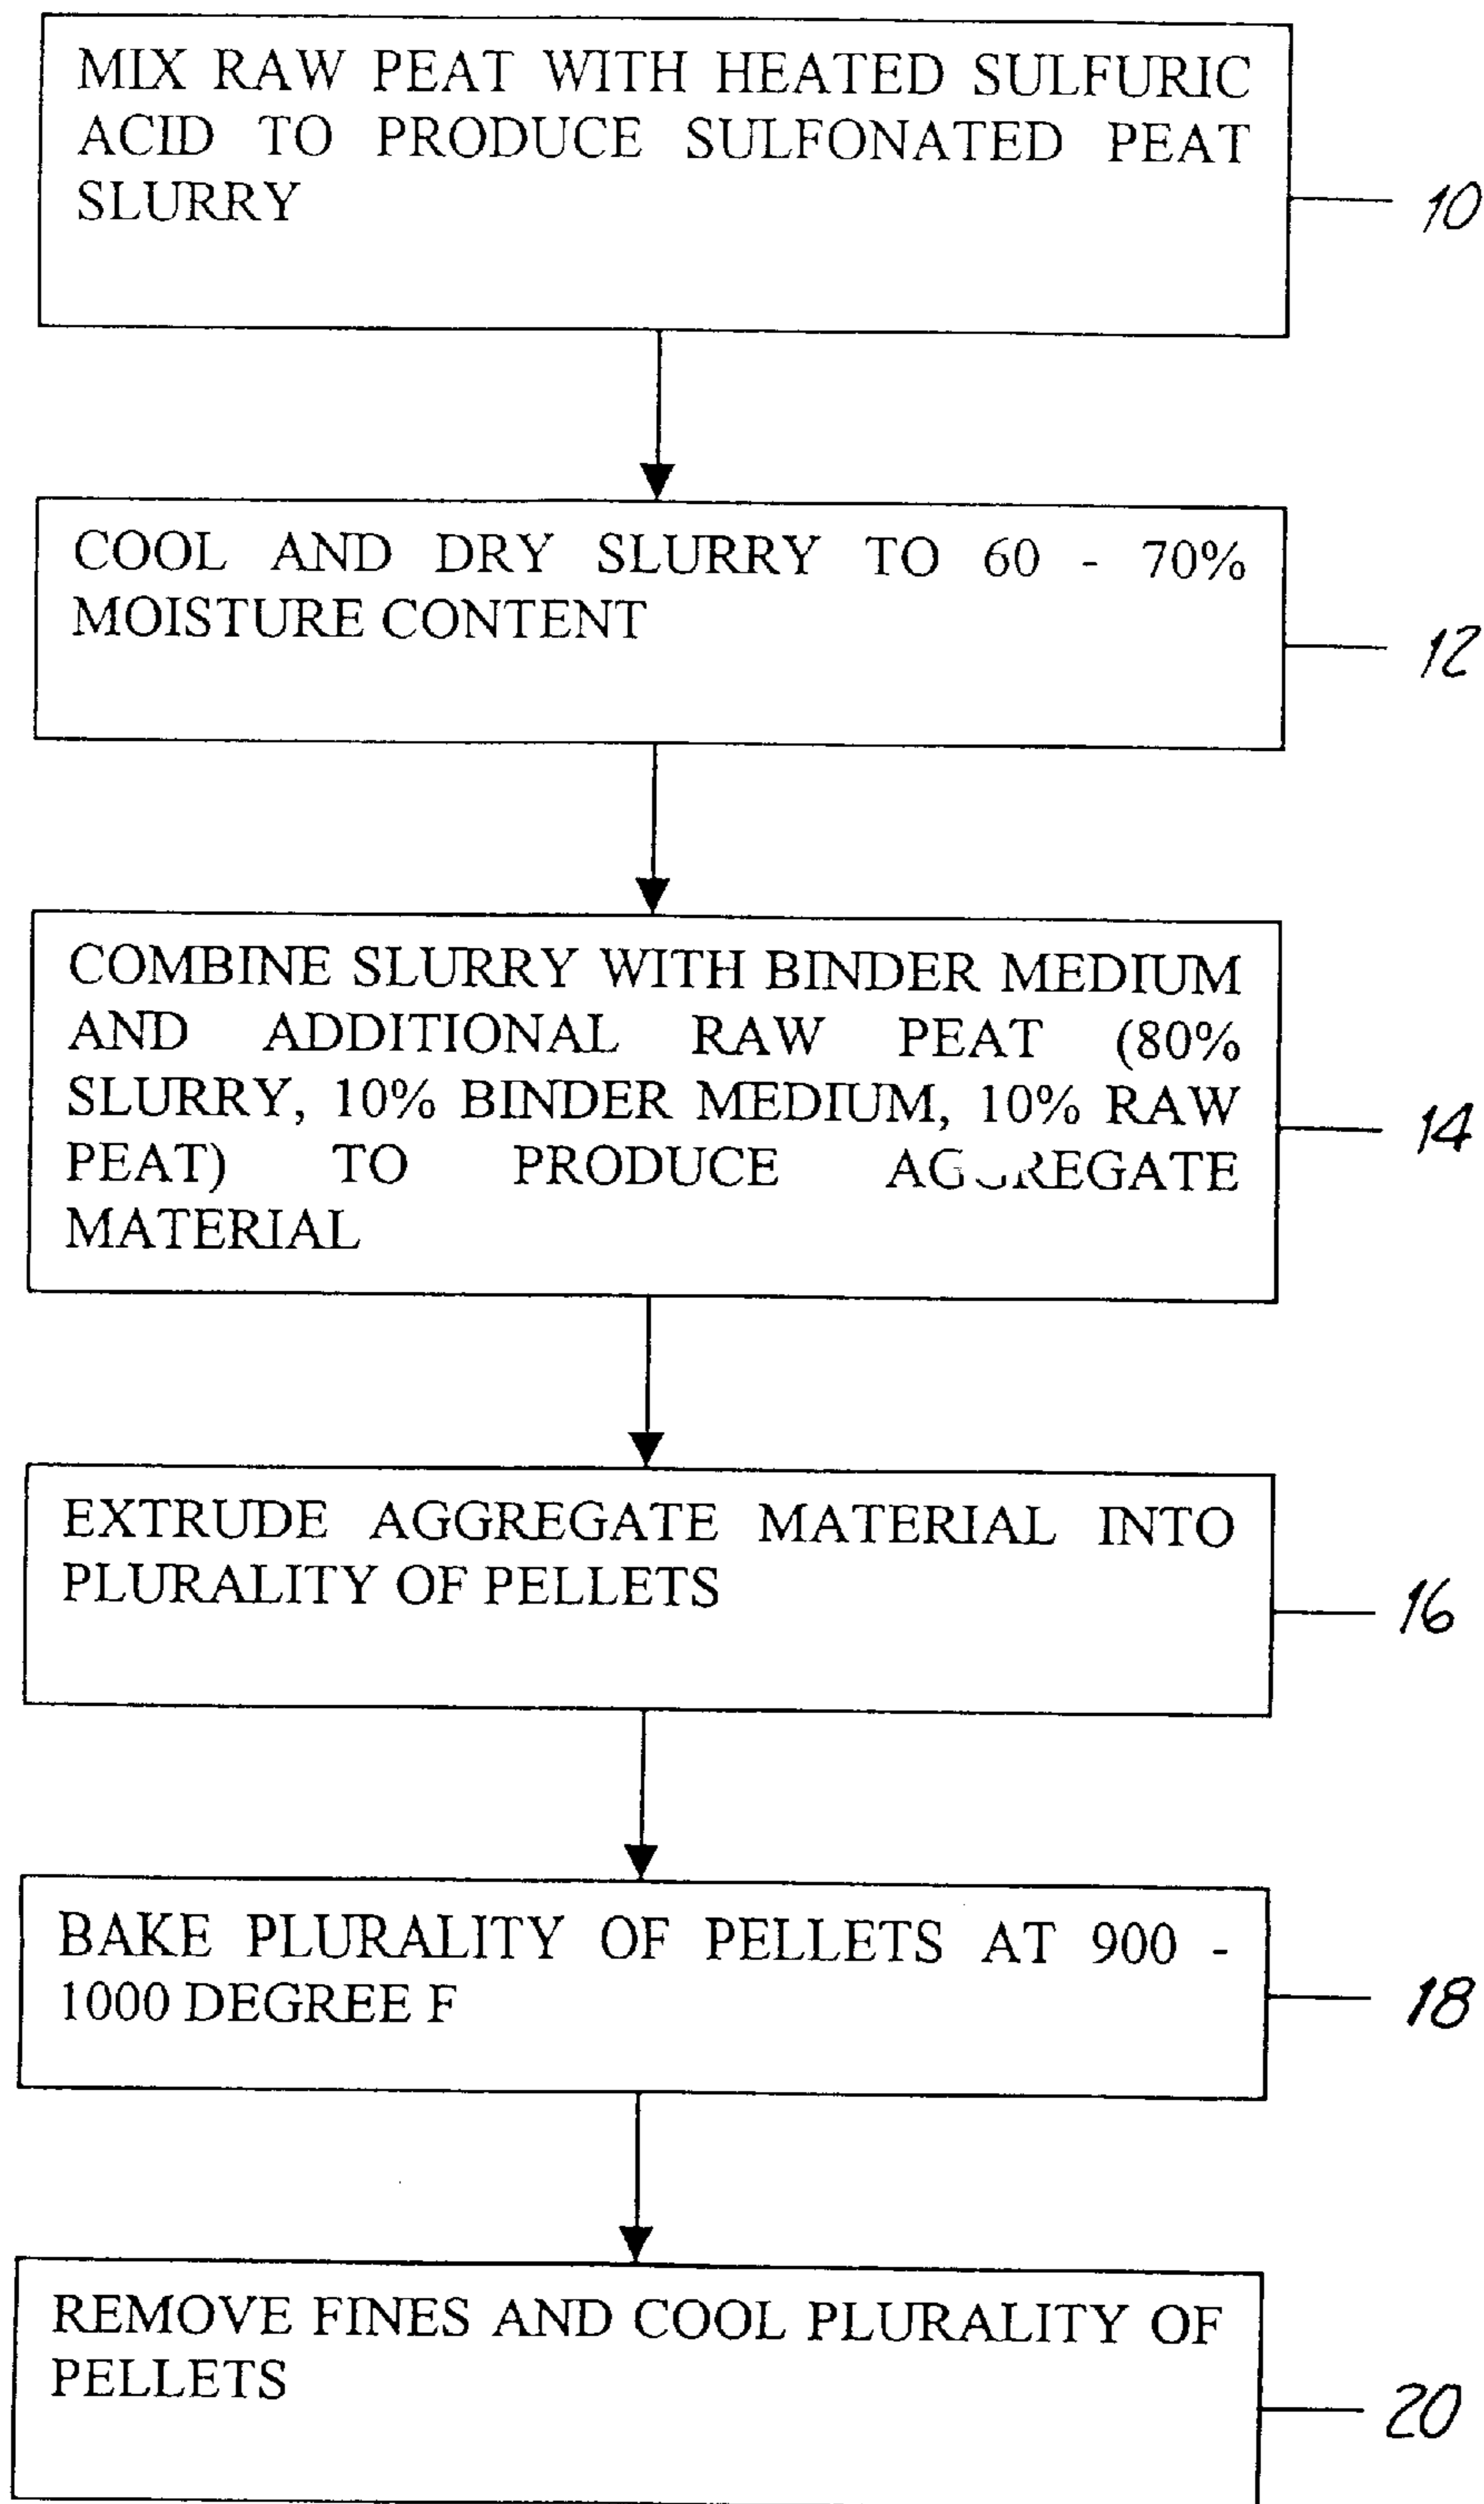 MIX RAW PEAT WITH HEATED SULFURIC
ACID TO PRODUCE SULFONATED PEAT
SLURRY
10
COOL AND DRY SLURRY TO 60 - 70%
MOISTURE CONTENT
12
COMBINE SLURRY WITH BINDER MEDIUM
AND ADDITIONAL RAW PEAT (80%
SLURRY, 10% BINDER MEDIUM, 10% RAW
PEAT) TO PRODUCE AGGREGATE
MATERIAL
14
EXTRUDE AGGREGATE MATERIAL INTO
PLURALITY OF PELLETS
16
BAKE PLURALITY OF PELLETS AT 900 -
1000 DEGREE F
18
REMOVE FINES AND COOL PLURALITY OF
PELLETS
20